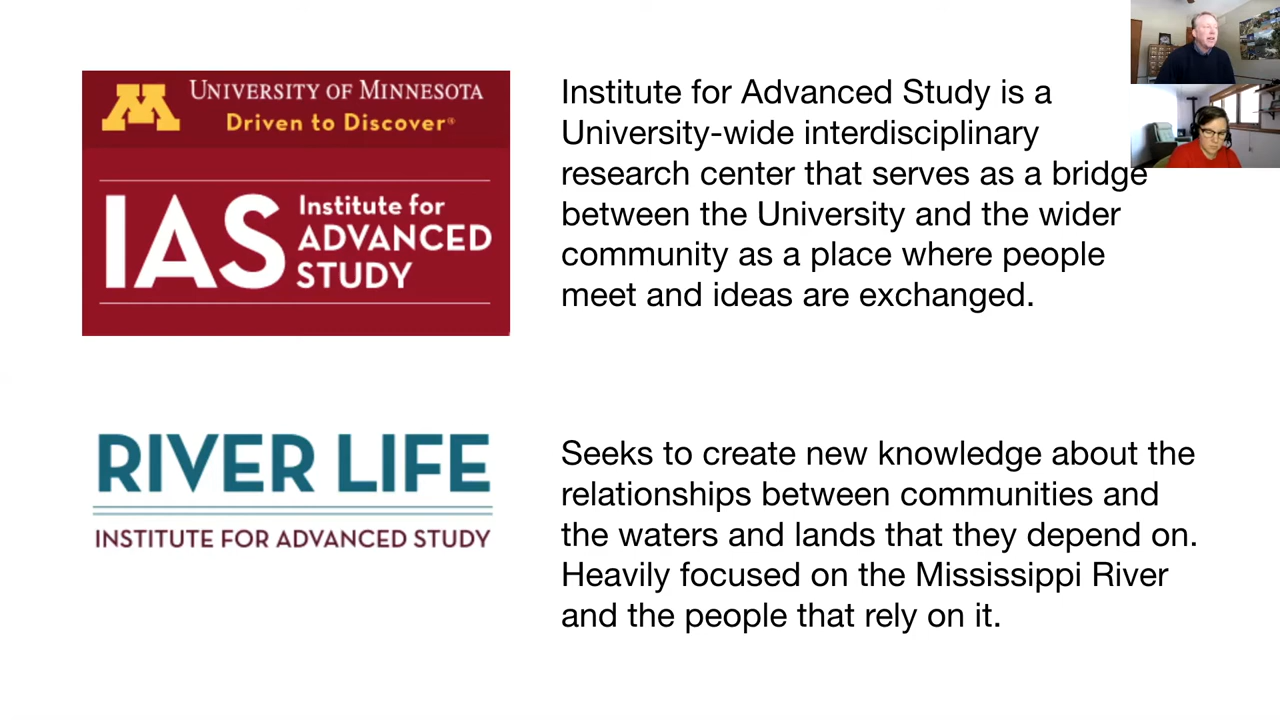 UNIVERSITY OF MINNESOTA
Driven to Discover®
IAS
Institute for
ADVANCED
STUDY
Institute for Advanced Study is a
University-wide interdisciplinary
research center that serves as a bridge
between the University and the wider
community as a place where people
meet and ideas are exchanged.
RIVER LIFE
INSTITUTE FOR ADVANCED STUDY
Seeks to create new knowledge about the
relationships between communities and
the waters and lands that they depend on.
Heavily focused on the Mississippi River
and the people that rely on it.